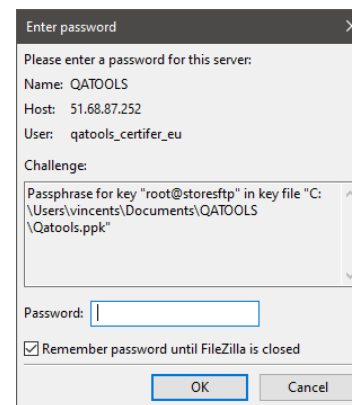 Enter password
Please enter a password for this server:
Name: QATOOLS
Host: 51.68.87.252
User: qatools_certifer_eu
Challenge:
Passphrase for key "root@storesftp" in key file "C:
\Users\vincents\Documents\QATOOLS
\Qatools.ppk"
Password:
Remember password until FileZilla is closed
OK Cancel